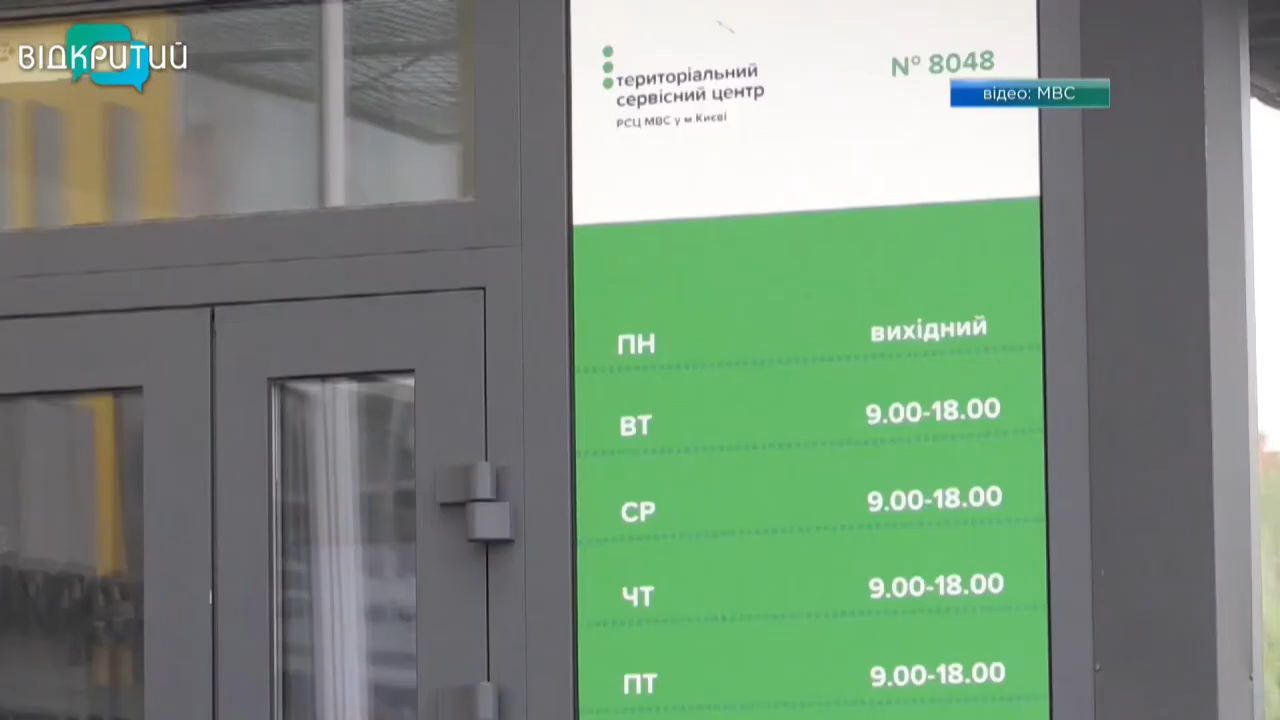 ВІДКРИТИЙ
територіальний
сервісний центр
РСЦ МВС у м Києві
№ 8048
відео: МВС
ПН вихідний
ВТ 9.00-18.00
СР 9.00-18.00
ЧТ 9.00-18.00
ПТ 9.00-18.00